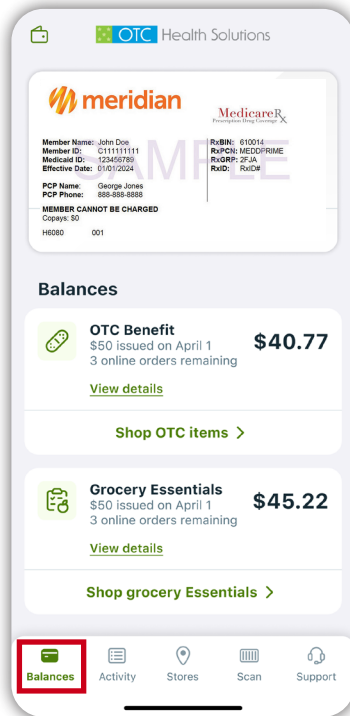 OTC Health Solutions
meridian
MedicareRx
Prescription Drug Coverage
SAMPLE
Member Name: John Doe
Member ID: C111111111
Medicaid ID: 123456789
Effective Date: 01/01/2024
RxBIN: 610014
RxPCN: MEDDPRIME
RxGRP: 2FJA
RxID: RxID#
PCP Name: George Jones
PCP Phone: 888-888-8888
MEMBER CANNOT BE CHARGED
Copays: $0
H6080 001
Balances
OTC Benefit
$50 issued on April 1
3 online orders remaining
$40.77
View details
Shop OTC items >
Grocery Essentials
$50 issued on April 1
3 online orders remaining
$45.22
View details
Shop grocery Essentials >
Balances Activity Stores Scan Support